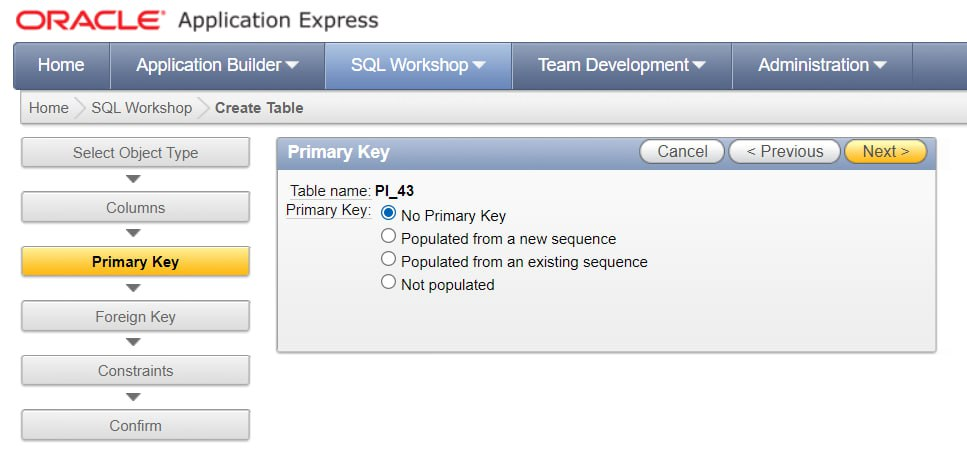 ORACLE Application Express
Home Application Builder SQL Workshop Team Development Administration
Home SQL Workshop Create Table
Select Object Type
Columns
Primary Key
Foreign Key
Constraints
Confirm
Primary Key Cancel < Previous Next >
Table name: PI_43
Primary Key: No Primary Key
Populated from a new sequence
Populated from an existing sequence
Not populated